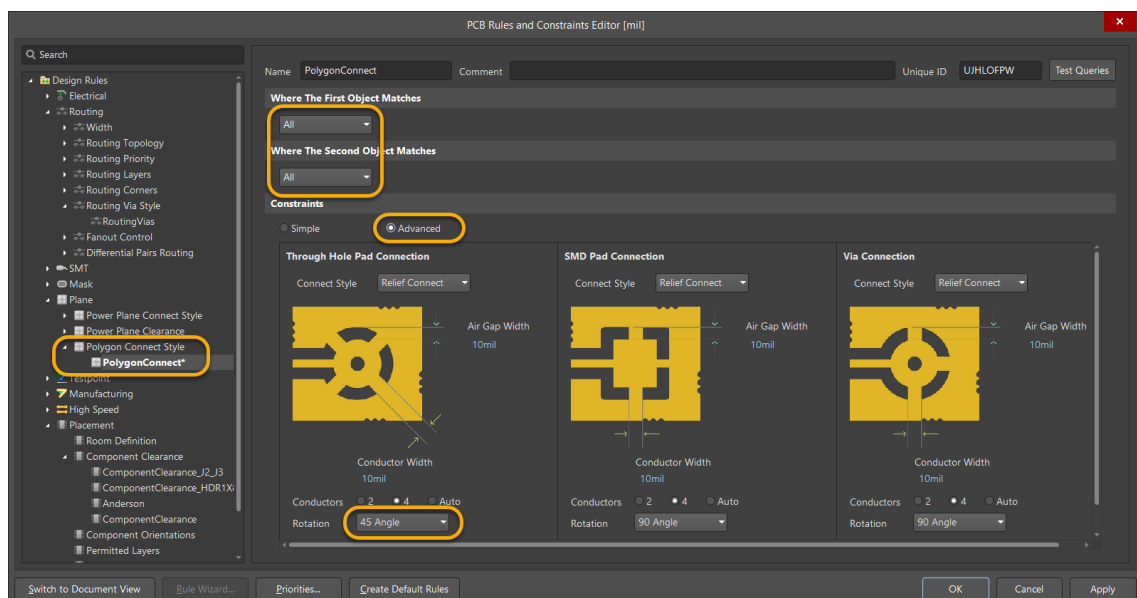 PCB Rules and Constraints Editor [mil]
Search
Design Rules
Electrical
Routing
Width
Routing Topology
Routing Priority
Routing Layers
Routing Corners
Routing Via Style
RoutingVias
Fanout Control
Differential Pairs Routing
SMT
Mask
Plane
Power Plane Connect Style
Power Plane Clearance
Polygon Connect Style
PolygonConnect*
Testpoint
Manufacturing
High Speed
Placement
Room Definition
Component Clearance
ComponentClearance_J2_J3
ComponentClearance_HDR1X
Anderson
ComponentClearance
Component Orientations
Permitted Layers
Name PolygonConnect Comment Unique ID UJHLOFPW Test Queries
Where The First Object Matches
All
Where The Second Object Matches
All
Constraints
Simple Advanced
Through Hole Pad Connection
Connect Style Relief Connect
Air Gap Width
10mil
Conductor Width
10mil
Conductors 2 4 Auto
Rotation 45 Angle
SMD Pad Connection
Connect Style Relief Connect
Air Gap Width
10mil
Conductor Width
10mil
Conductors 2 4 Auto
Rotation 90 Angle
Via Connection
Connect Style Relief Connect
Air Gap Width
10mil
Conductor Width
10mil
Conductors 2 4 Auto
Rotation 90 Angle
Switch to Document View Rule Wizard... Priorities... Create Default Rules OK Cancel Apply